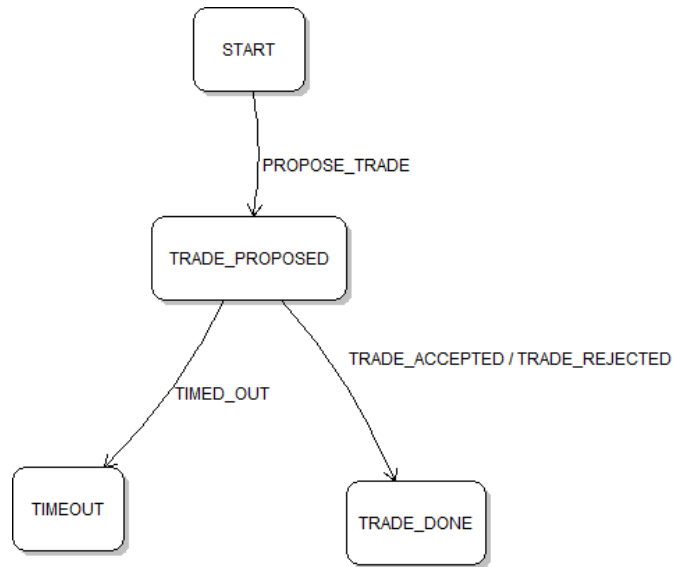 START
PROPOSE_TRADE
TRADE_PROPOSED
TRADE_ACCEPTED / TRADE_REJECTED
TIMED_OUT
TIMEOUT
TRADE_DONE